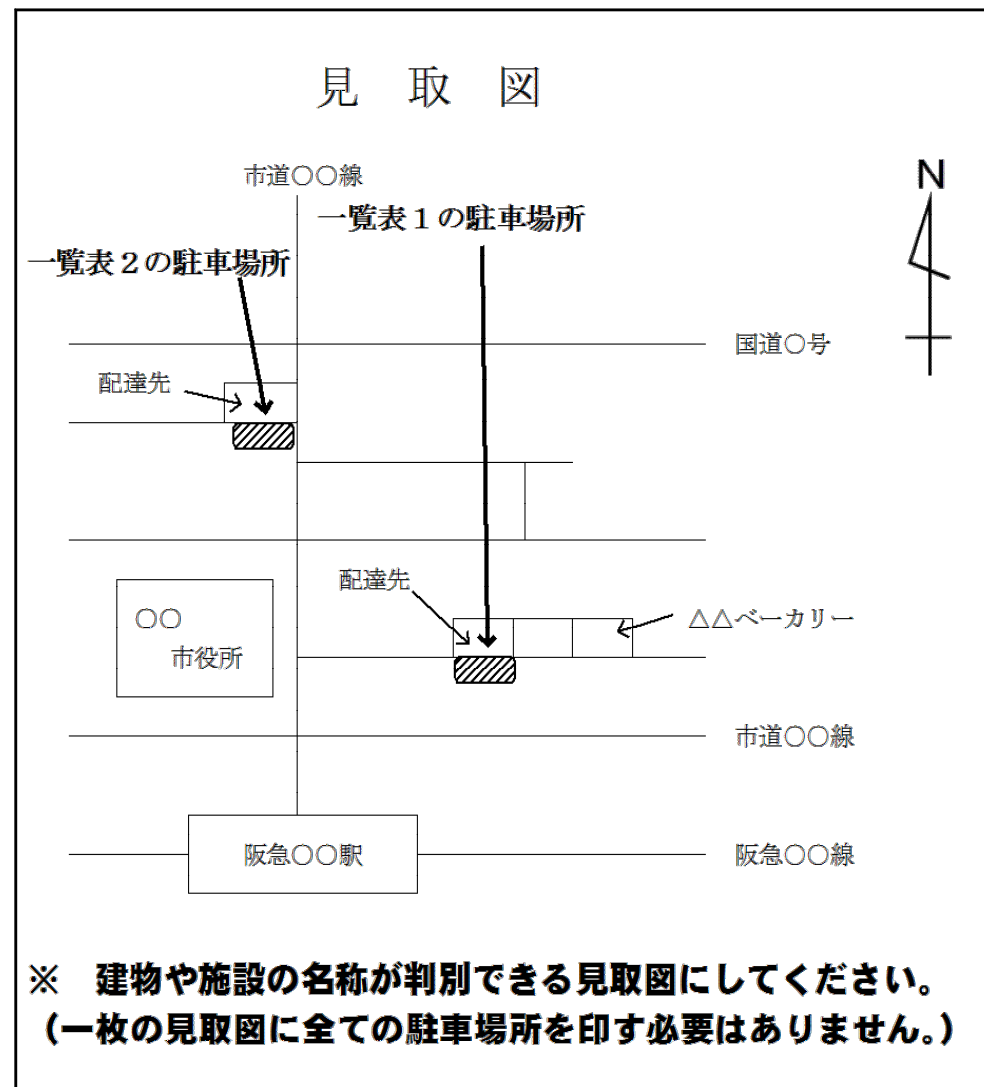 見取図
市道〇〇線
N
一覧表１の駐車場所
一覧表２の駐車場所
国道〇号
配達先
配達先
△△ベーカリー
〇〇
市役所
市道〇〇線
阪急〇〇駅
阪急〇〇線
※　建物や施設の名称が判別できる見取図にしてください。
（一枚の見取図に全ての駐車場所を印す必要はありません。）